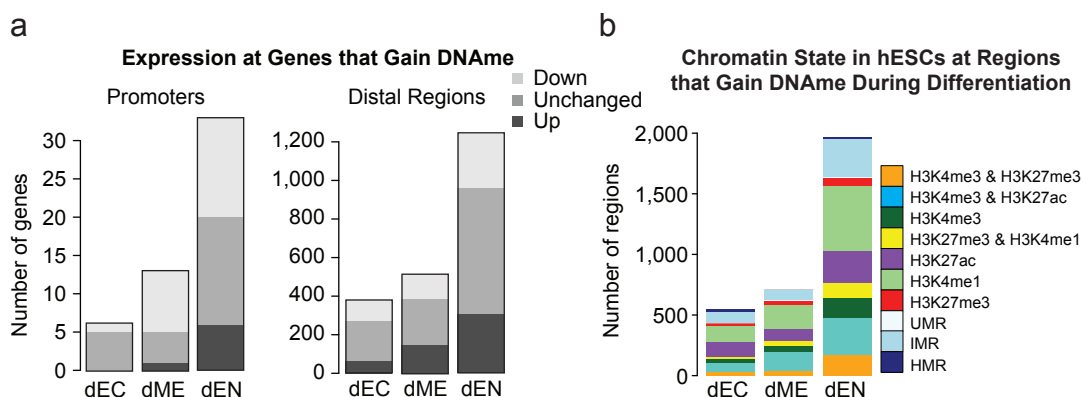 a
Expression at Genes that Gain DNAme
Promoters
Distal Regions
Down
Unchanged
Up
Number of genes
30
20
15
10
5
0
1,200
1,000
800
600
400
200
0
dEC dME dEN
dEC dME dEN
b
Chromatin State in hESCs at Regions
that Gain DNAme During Differentiation
Number of regions
2,000
1,500
1,000
500
0
dEC dME dEN
H3K4me3 & H3K27me3
H3K4me3 & H3K27ac
H3K4me3
H3K27me3 & H3K4me1
H3K27ac
H3K4me1
H3K27me3
UMR
IMR
HMR